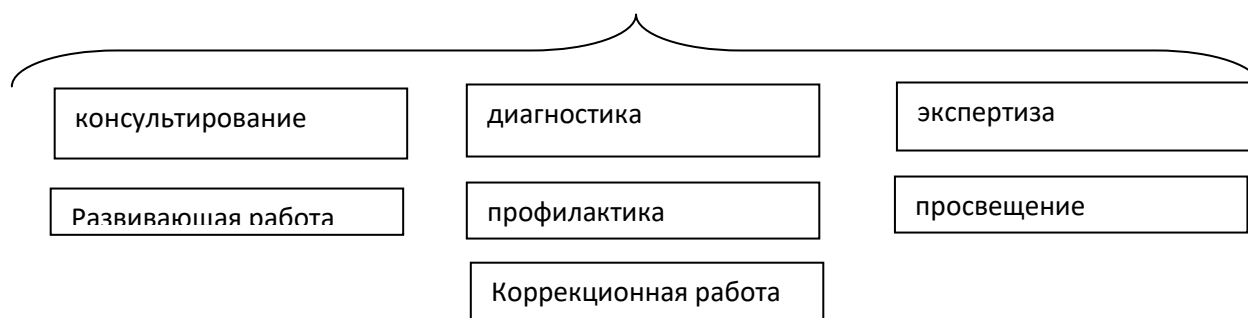 консультирование
диагностика
экспертиза
Развивающая работа
профилактика
просвещение
Коррекционная работа